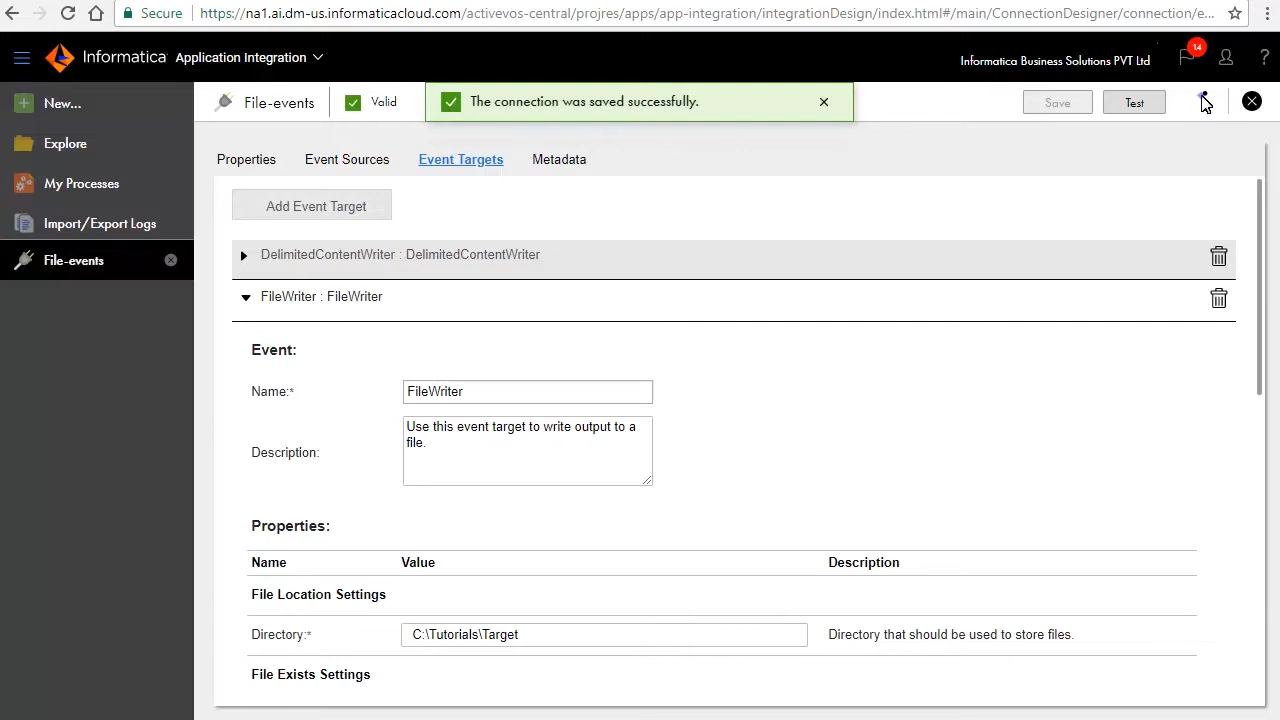 Secure https://na1.ai.dm-us.informaticacloud.com/activevos-central/projres/apps/app-integration/integrationDesign/index.html#/main/ConnectionDesigner/connection/e...
Informatica Application Integration
Informatica Business Solutions PVT Ltd 14 ?
New...
File-events Valid The connection was saved successfully. Save Test
Explore
My Processes
Import/Export Logs
File-events
Properties Event Sources Event Targets Metadata
Add Event Target
DelimitedContentWriter : DelimitedContentWriter
FileWriter : FileWriter
Event:
Name:* FileWriter
Description: Use this event target to write output to a
file.
Properties:
Name Value Description
File Location Settings
Directory:* C:\Tutorials\Target Directory that should be used to store files.
File Exists Settings